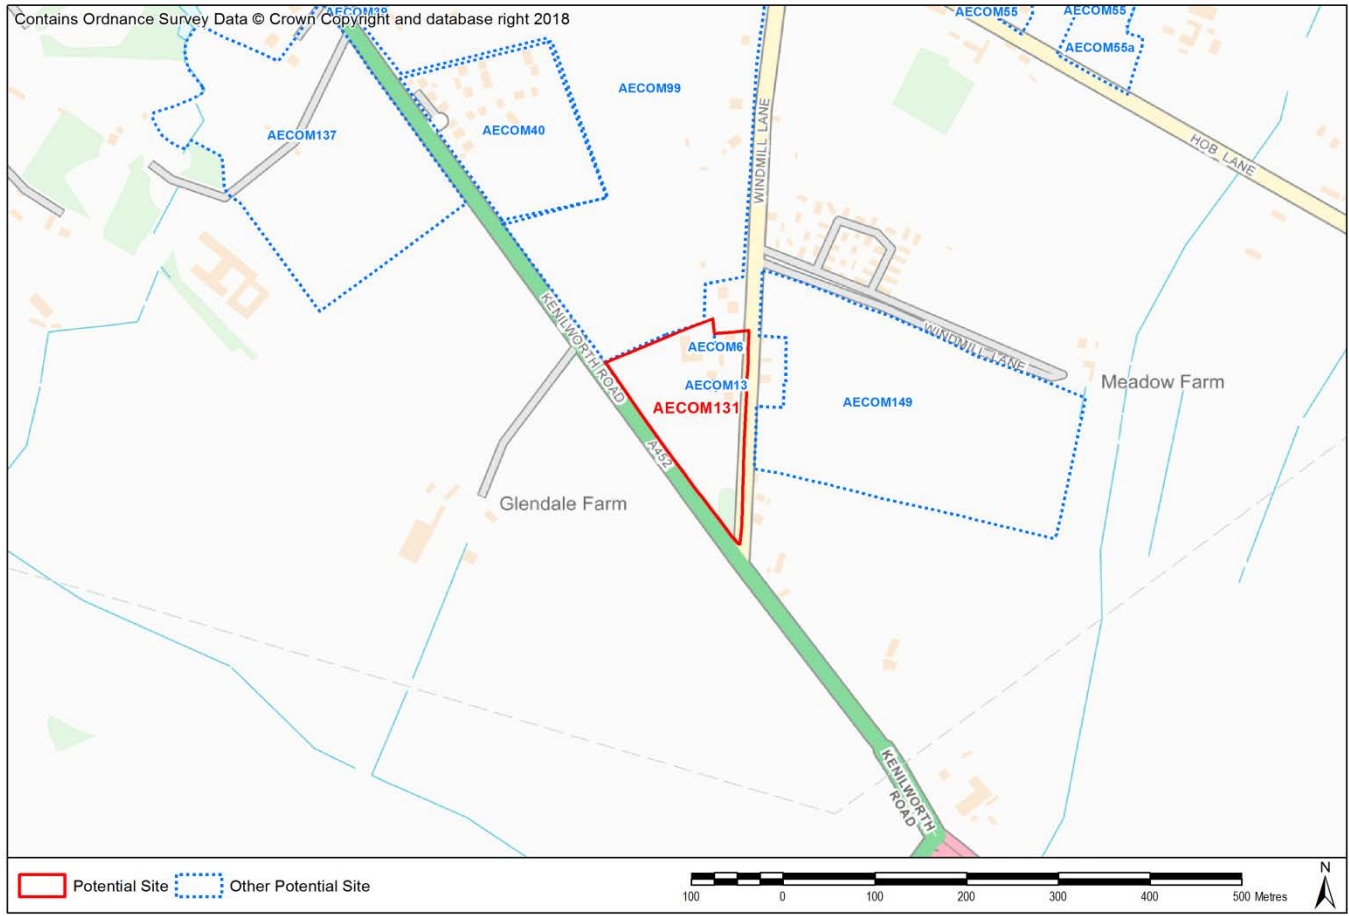 Contains Ordnance Survey Data © Crown Copyright and database right 2018
AECOM39
AECOM55
AECOM55
AECOM55a
AECOM99
AECOM40
AECOM137
WINDMILL LANE
HOB LANE
KENILWORTH ROAD
WINDMILL LANE
AECOM6
AECOM13
AECOM131
AECOM149
Meadow Farm
A452
Glendale Farm
KENILWORTH
ROAD
Potential Site
Other Potential Site
100 0 100 200 300 400 500 Metres
N